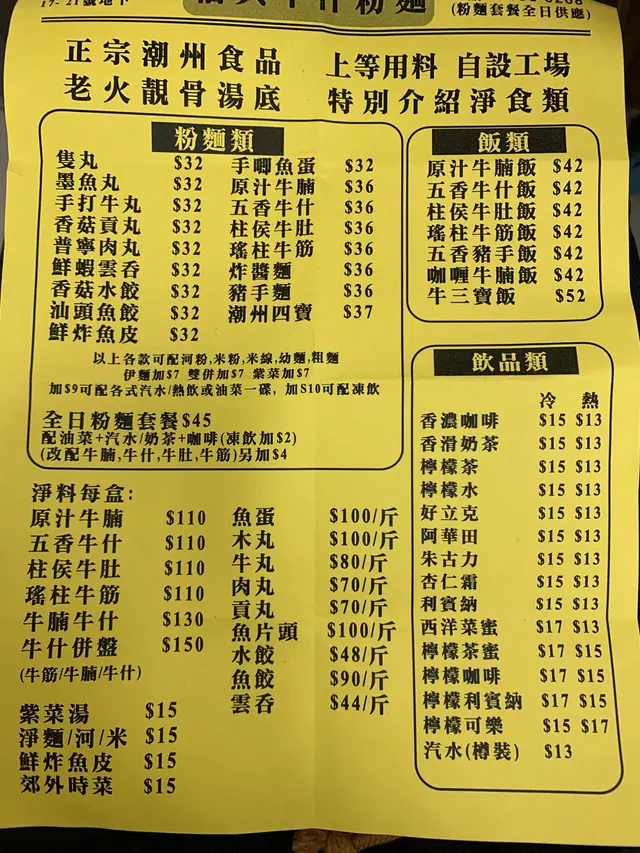 17-21號地下
牛什粉麵
(粉麵套餐全日供應)
正宗潮州食品 上等用料 自設工場
老火靚骨湯底 特別介紹淨食類
粉麵類
隻丸 $32
墨魚丸 $32
手打牛丸 $32
香菇貢丸 $32
普寧肉丸 $32
鮮蝦雲吞 $32
香菇水餃 $32
汕頭魚餃 $32
鮮炸魚皮 $32
手唧魚蛋 $32
原汁牛腩 $36
五香牛什 $36
柱侯牛肚 $36
瑤柱牛筋 $36
炸醬麵 $36
豬手麵 $36
潮州四寶 $37
以上各款可配河粉,米粉,米線,幼麵,粗麵
伊麵加$7 雙併加$7 紫菜加$7
加$9可配各式汽水/熱飲或油菜一碟, 加S10可配凍飲
全日粉麵套餐$45
配油菜+汽水/奶茶+咖啡(凍飲加$2)
(改配牛腩,牛什,牛肚,牛筋)另加$4
飯類
原汁牛腩飯 $42
五香牛什飯 $42
柱侯牛肚飯 $42
瑤柱牛筋飯 $42
五香豬手飯 $42
咖喱牛腩飯 $42
牛三寶飯 $52
飲品類
冷 熱
香濃咖啡 $15 $13
香滑奶茶 $15 $13
檸檬茶 $15 $13
檸檬水 $15 $13
好立克 $15 $13
阿華田 $15 $13
朱古力 $15 $13
杏仁霜 $15 $13
利賓納 $15 $13
西洋菜蜜 $17 $13
檸檬茶蜜 $17 $15
檸檬咖啡 $17 $15
檸檬利賓納 $17 $15
檸檬可樂 $15 $17
汽水(樽裝) $13
淨料每盒:
原汁牛腩 $110
五香牛什 $110
柱侯牛肚 $110
瑤柱牛筋 $110
牛腩牛什 $130
牛什併盤 $150
(牛筋/牛腩/牛什)
魚蛋 $100/斤
木丸 $100/斤
牛丸 $80/斤
肉丸 $70/斤
貢丸 $70/斤
魚片頭 $100/斤
水餃 $48/斤
魚餃 $90/斤
雲吞 $44/斤
紫菜湯 $15
淨麵/河/米 $15
鮮炸魚皮 $15
郊外時菜 $15